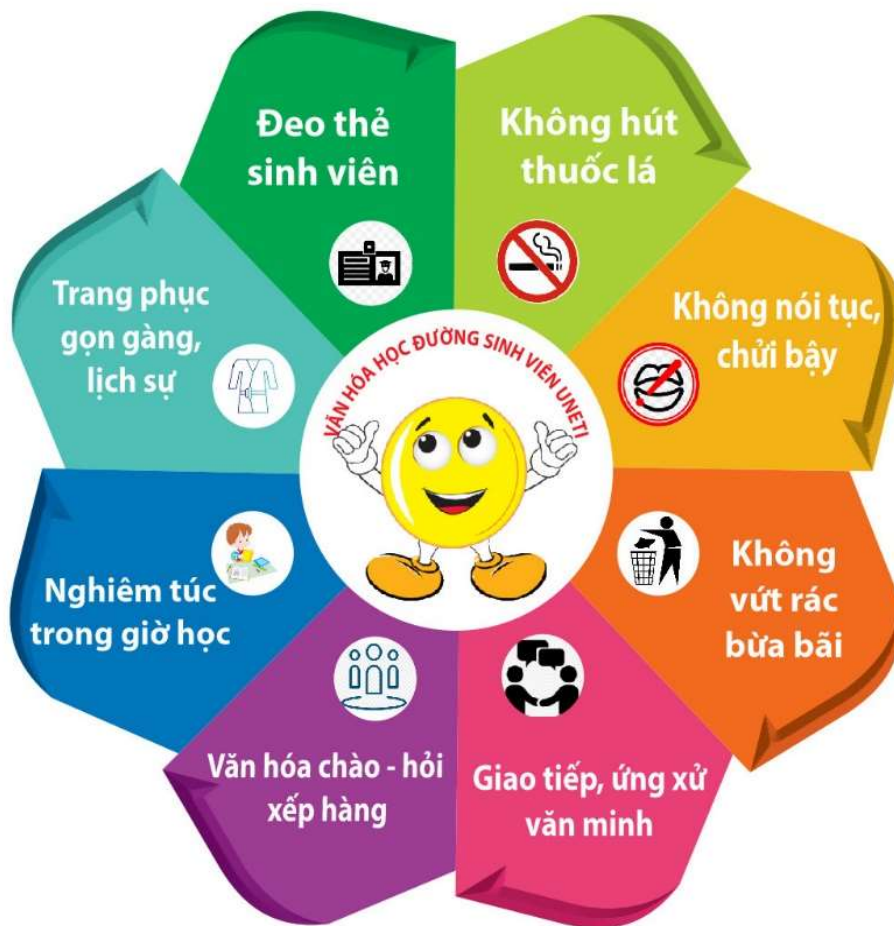 Đeo thẻ
sinh viên
Không hút
thuốc lá
Trang phục
gọn gàng,
lịch sự
Không nói tục,
chửi bậy
VĂN HÓA HỌC ĐƯỜNG SINH VIÊN UNETI
Nghiêm túc
trong giờ học
Không
vứt rác
bừa bãi
Văn hóa chào - hỏi
xếp hàng
Giao tiếp, ứng xử
văn minh